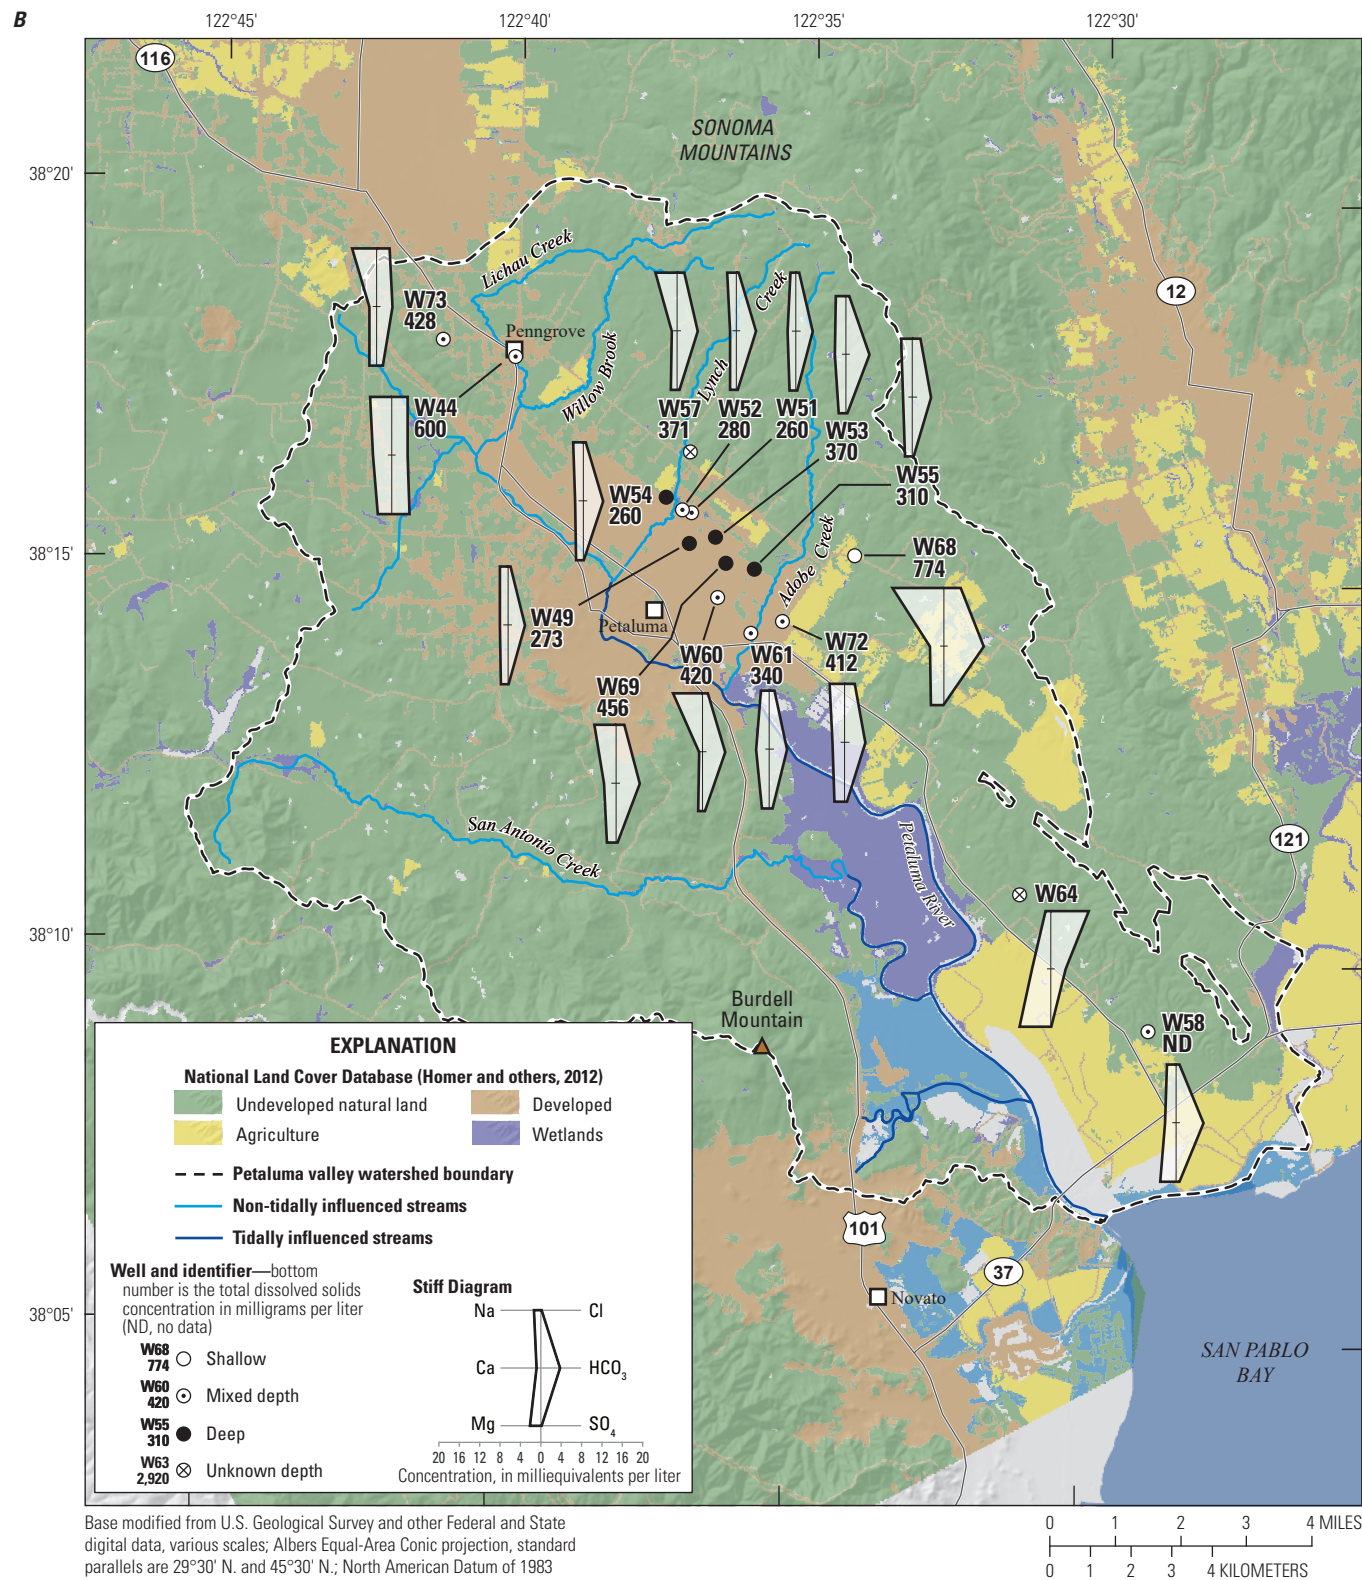 B
122°45'
122°40'
122°35'
122°30'
116
SONOMA
MOUNTAINS
38°20'
Lichau Creek
12
W73
428
Penngrove
Willow Brook
Lynch
Creek
W44
600
W57
371
W52
280
W51
260
W53
370
W55
310
W54
260
38°15'
W68
774
Adobe Creek
W49
273
Petaluma
W60
420
W61
340
W72
412
W69
456
San Antonio Creek
Petaluma River
121
W64
38°10'
Burdell
Mountain
W58
ND
EXPLANATION
National Land Cover Database (Homer and others, 2012)
Undeveloped natural land
Developed
Agriculture
Wetlands
Petaluma valley watershed boundary
Non-tidally influenced streams
Tidally influenced streams
Well and identifier—bottom
number is the total dissolved solids
concentration in milligrams per liter
(ND, no data)
W68
774
Shallow
W60
420
Mixed depth
W55
310
Deep
W63
2,920
Unknown depth
Stiff Diagram
Na
Cl
Ca
HCO3
Mg
SO4
20 16 12 8 4 0 4 8 12 16 20
Concentration, in milliequivalents per liter
101
37
Novato
38°05'
SAN PABLO
BAY
Base modified from U.S. Geological Survey and other Federal and State
digital data, various scales; Albers Equal-Area Conic projection, standard
parallels are 29°30' N. and 45°30' N.; North American Datum of 1983
0 1 2 3 4 MILES
0 1 2 3 4 KILOMETERS